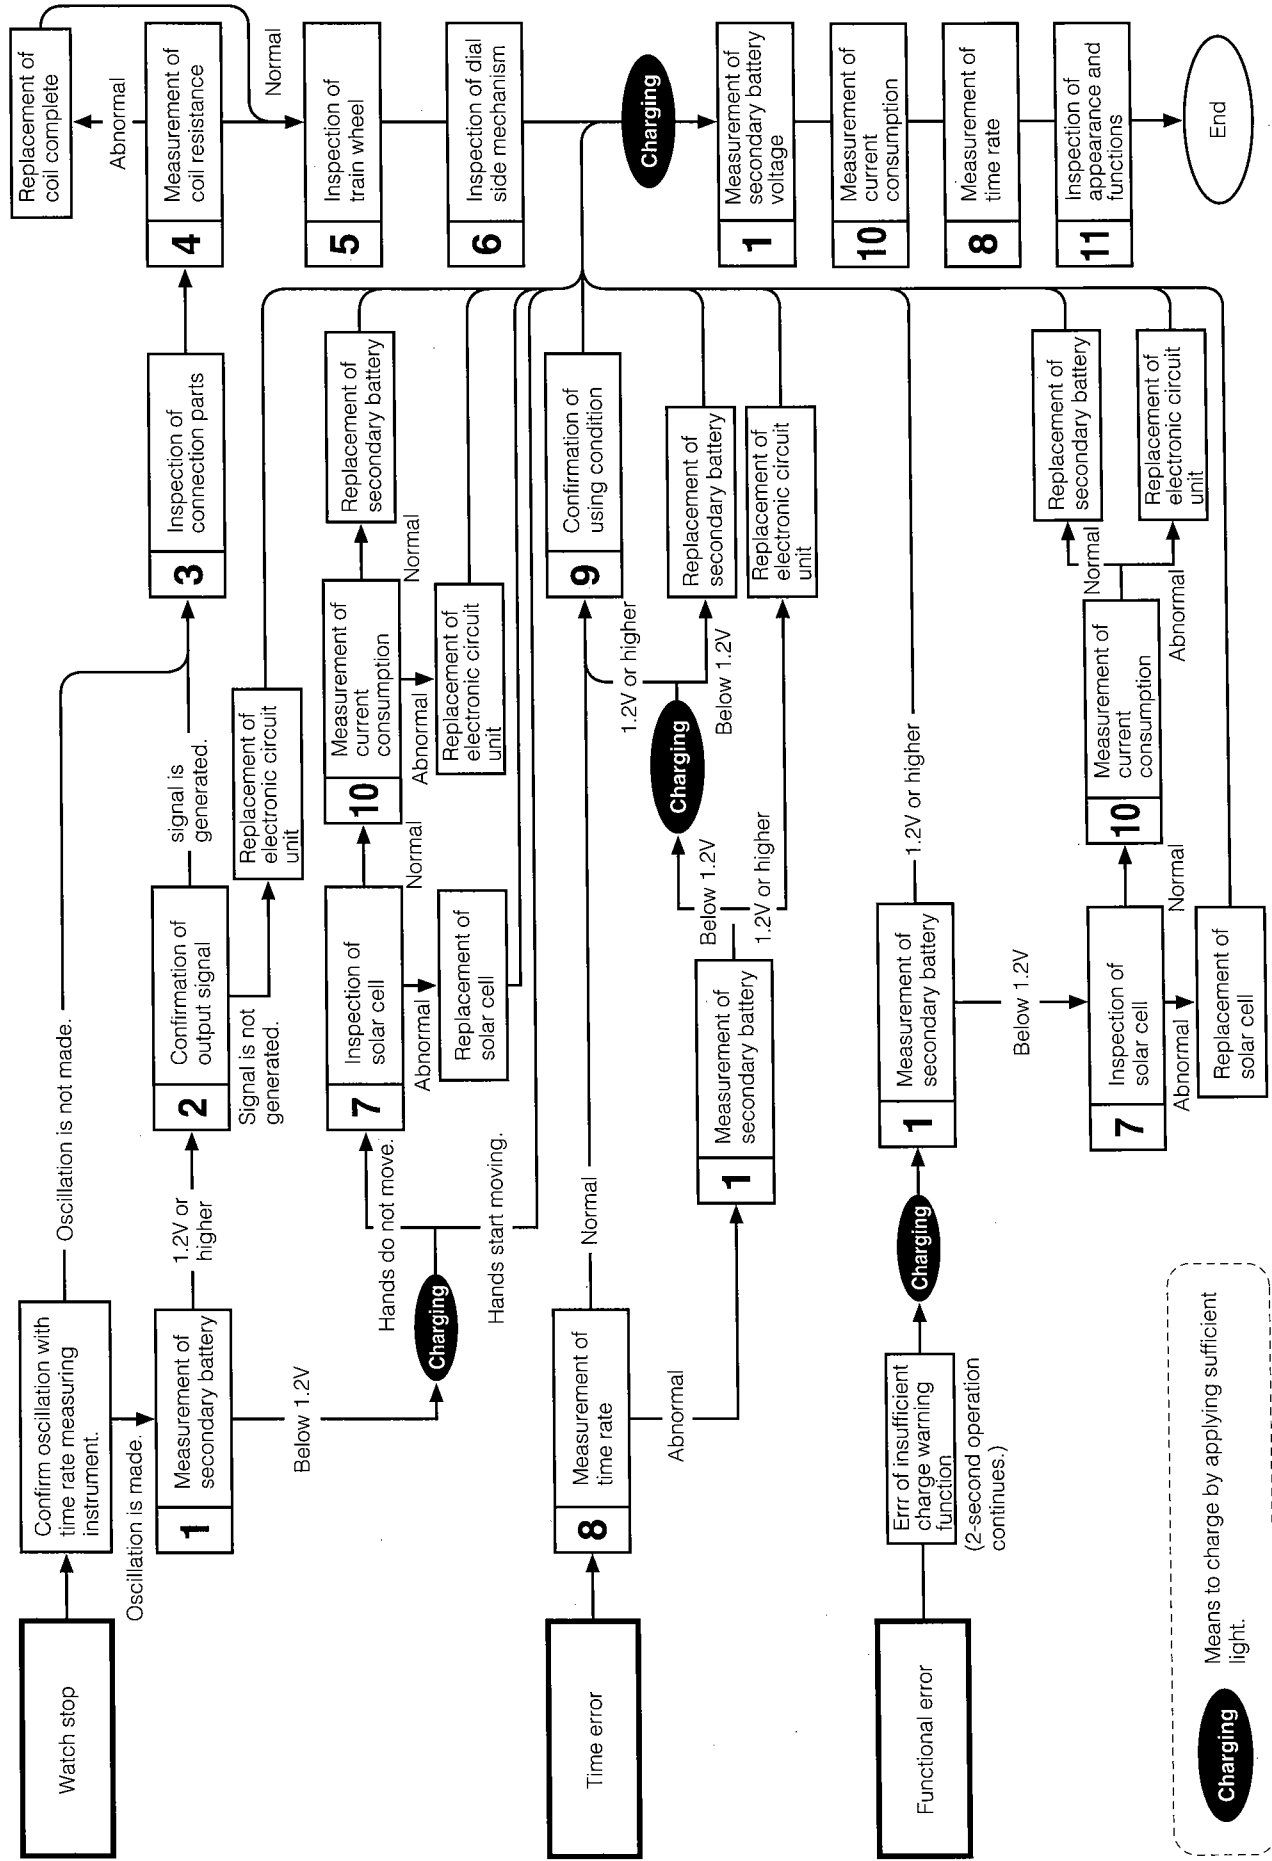 Watch stop
Confirm oscillation with
time rate measuring
instrument.
Oscillation is not made.
Oscillation is made.
1
Measurement of
secondary battery
1.2V or
higher
Below 1.2V
2
Confirmation of
output signal
signal is
generated.
Signal is not
generated.
Replacement of
electronic circuit
unit
3
Inspection of
connection parts
4
Measurement of
coil resistance
Abnormal
Replacement of
coil complete
Normal
5
Inspection of
train wheel
6
Inspection of dial
side mechanism
Charging
Hands do not move.
Hands start moving.
7
Inspection of
solar cell
Normal
Abnormal
Replacement of
solar cell
10
Measurement of
current
consumption
Normal
Abnormal
Replacement of
secondary battery
Replacement of
electronic circuit
unit
Time error
8
Measurement of
time rate
Normal
Abnormal
1
Measurement of
secondary battery
Below 1.2V
1.2V or higher
Charging
1.2V or higher
Below 1.2V
9
Confirmation of
using condition
Replacement of
secondary battery
Replacement of
electronic circuit
unit
Functional error
Errr of insufficient
charge warning
function
(2-second operation
continues.)
Charging
1
Measurement of
secondary battery
1.2V or higher
Below 1.2V
7
Inspection of
solar cell
Normal
Abnormal
Replacement of
solar cell
10
Measurement of
current
consumption
Normal
Abnormal
Replacement of
secondary battery
Replacement of
electronic circuit
unit
Charging
1
Measurement of
secondary battery
voltage
10
Measurement of
current
consumption
8
Measurement of
time rate
11
Inspection of
appearance and
functions
End
Charging
Means to charge by applying sufficient
light.